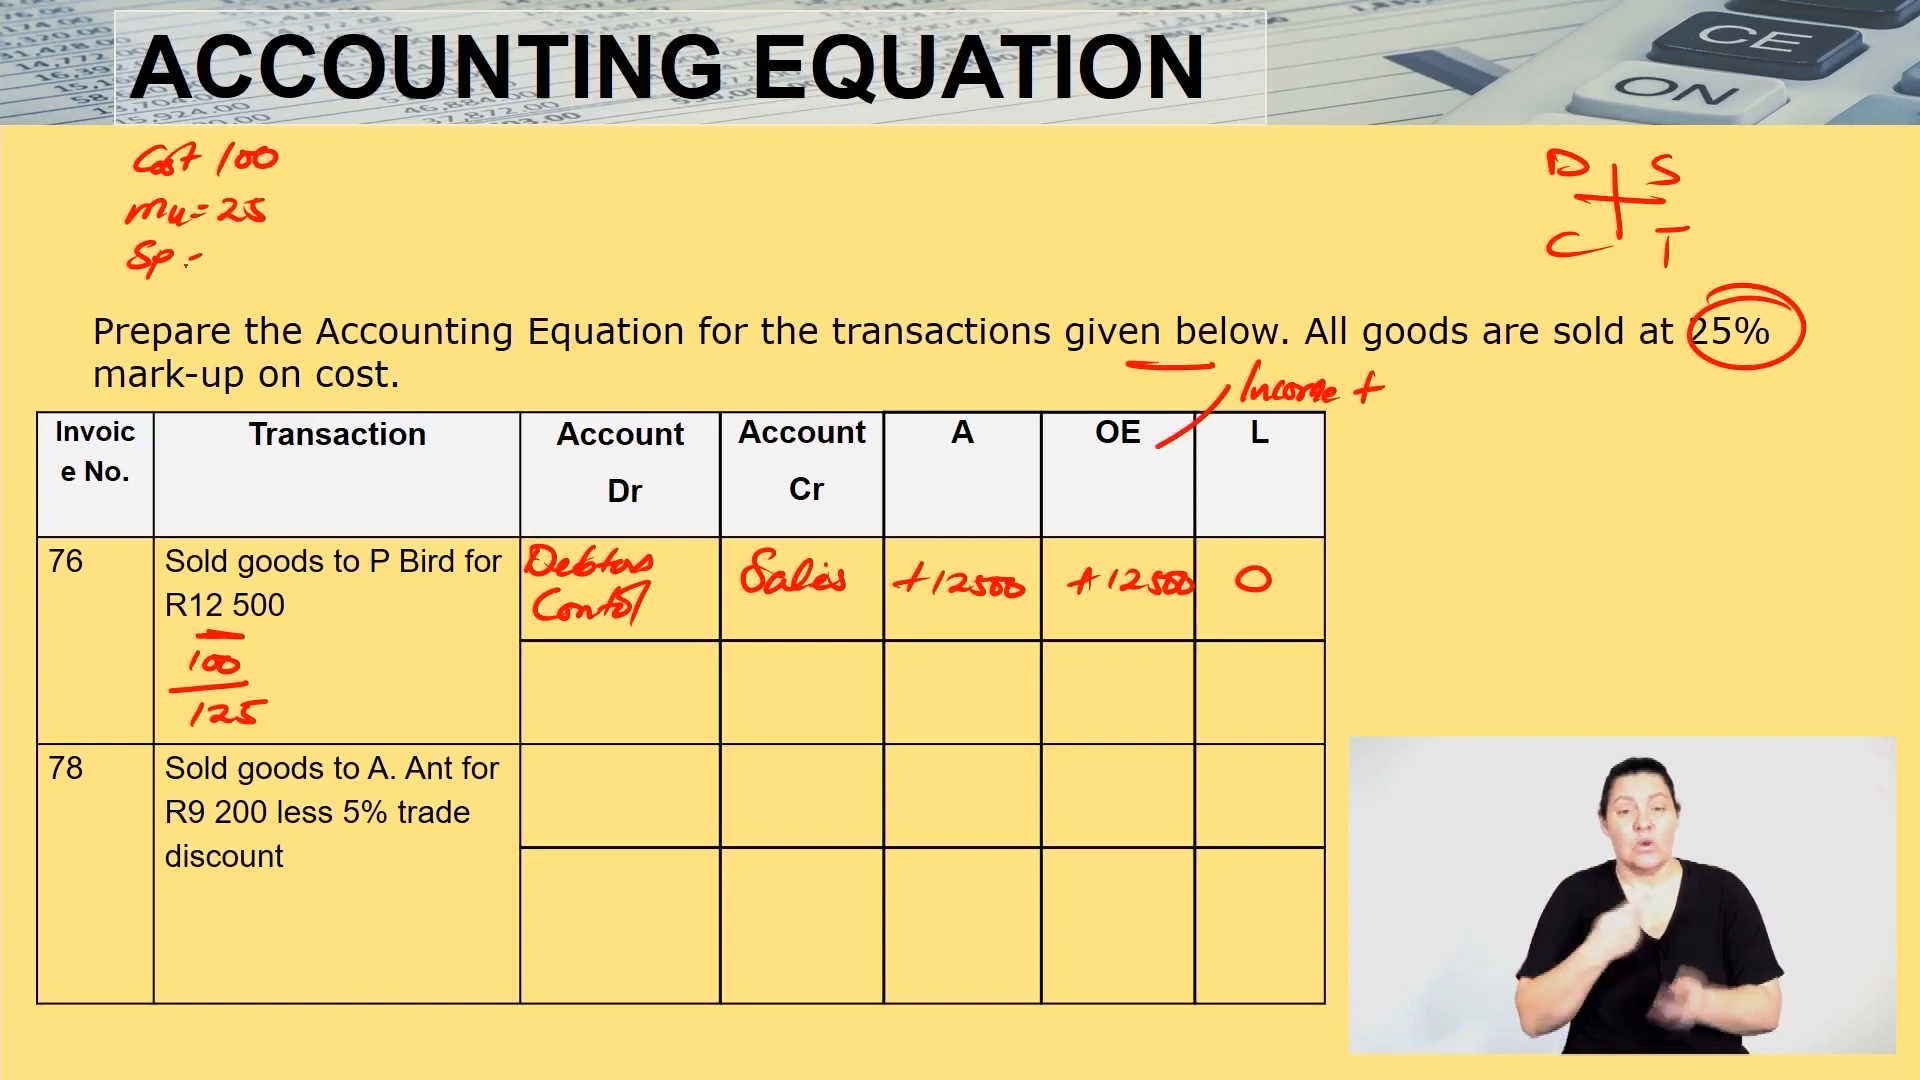 ACCOUNTING EQUATION
CE
ON
Cost 100
mu = 25
Sp =
D S
C T
Prepare the Accounting Equation for the transactions given below. All goods are sold at 25%
mark-up on cost.
Income +
Invoic
e No.
Transaction
Account
Dr
Account
Cr
A
OE
L
76
Sold goods to P Bird for
R12 500
100
125
Debtors
Control
Sales
+12500
+12500
0
78
Sold goods to A. Ant for
R9 200 less 5% trade
discount